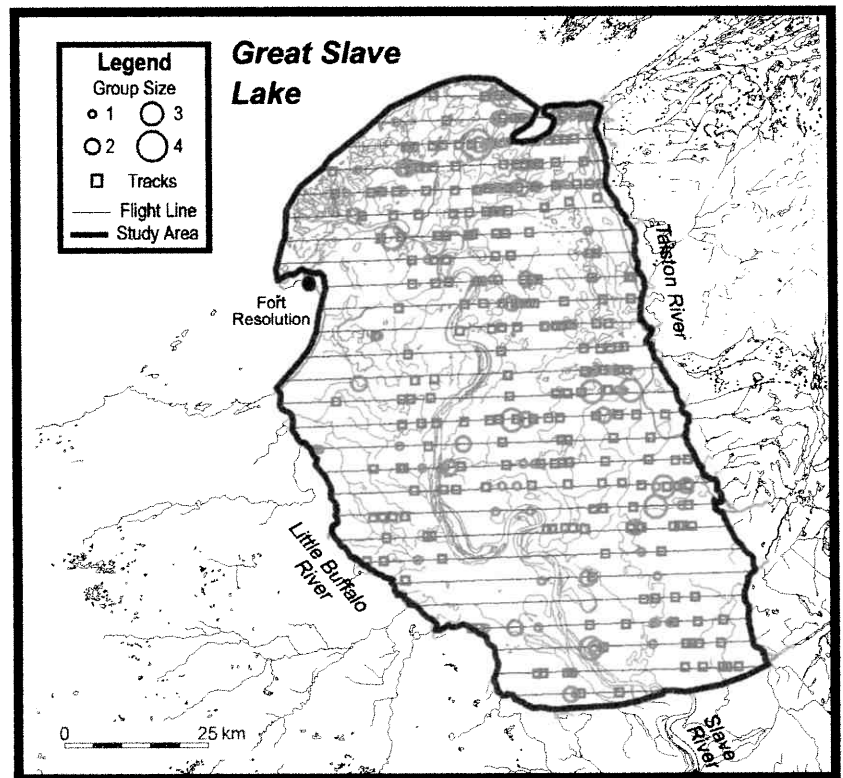 Great Slave
Lake
Legend
Group Size
1 3
2 4
Tracks
Flight Line
Study Area
Fort
Resolution
Taltson River
Little Buffalo
River
Slave
River
0 25 km